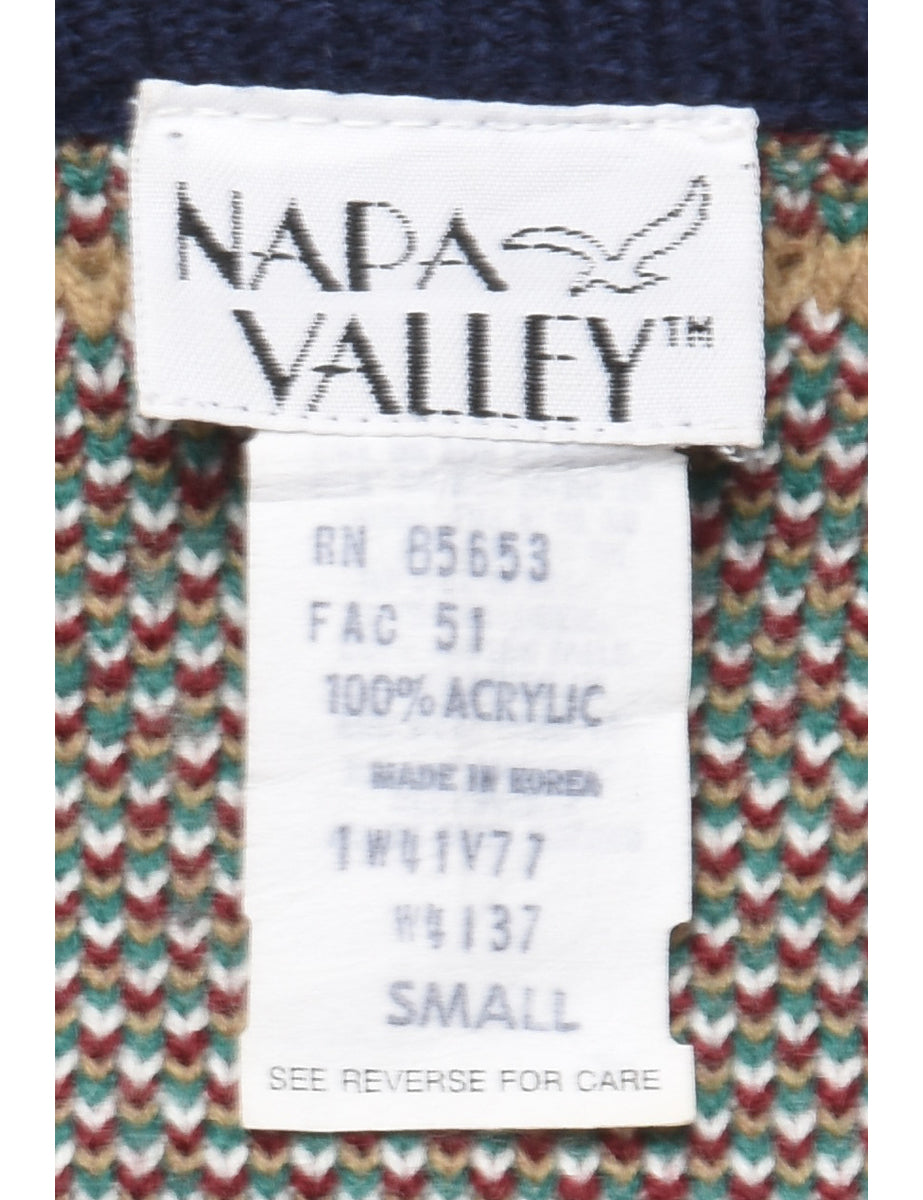 NAPA
VALLEY™
RN 85653
FAC 51
100% ACRYLIC
MADE IN KOREA
1W41V77
W4137
SMALL
SEE REVERSE FOR CARE